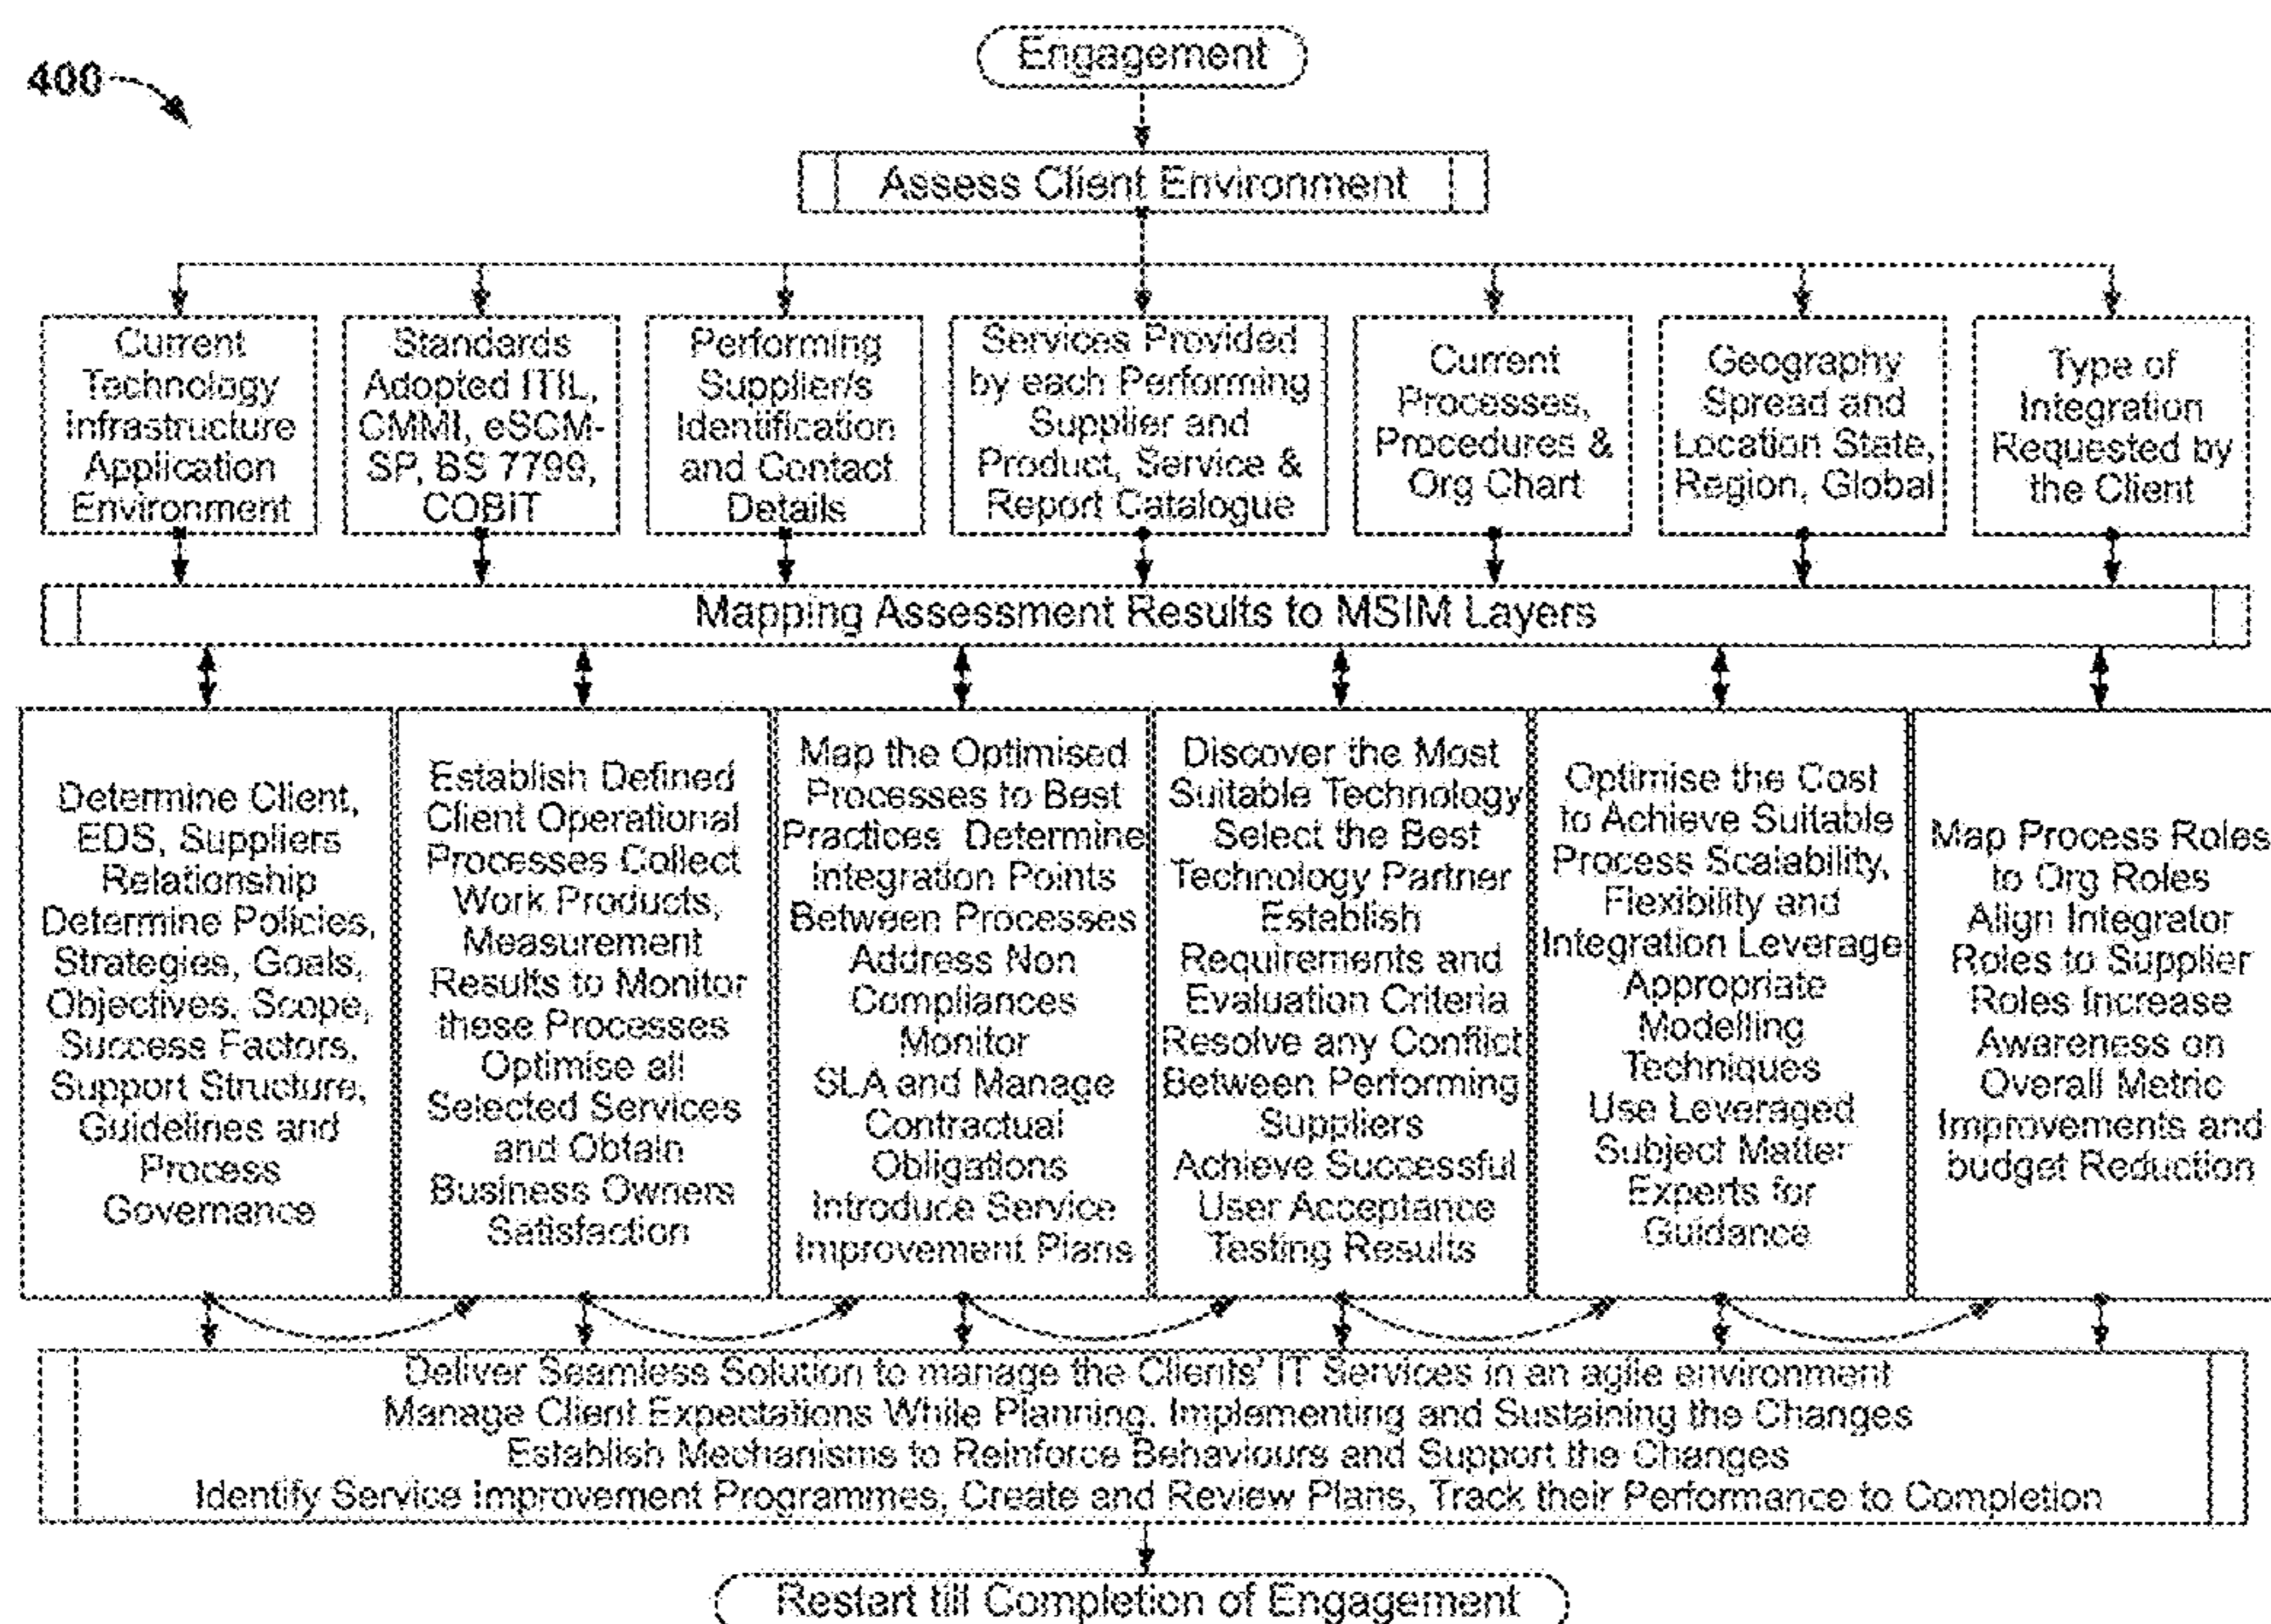 400
Engagement
Assess Client Environment
Current
Technology
Infrastructure
Application
Environment
Standards
Adopted ITIL,
CMMI, eSCM-
SP, BS 7799,
COBIT
Performing
Supplier/s
Identification
and Contact
Details
Services Provided
by each Performing
Supplier and
Product, Service &
Report Catalogue
Current
Processes,
Procedures &
Org Chart
Geography
Spread and
Location State,
Region, Global
Type of
Integration
Requested by
the Client
Mapping Assessment Results to MSIM Layers
Determine Client,
EDS, Suppliers
Relationship
Determine Policies,
Strategies, Goals,
Objectives, Scope,
Success Factors,
Support Structure,
Guidelines and
Process
Governance
Establish Defined
Client Operational
Processes Collect
Work Products,
Measurement
Results to Monitor
these Processes
Optimise all
Selected Services
and Obtain
Business Owners
Satisfaction
Map the Optimised
Processes to Best
Practices Determine
Integration Points
Between Processes
Address Non
Compliances
Monitor
SLA and Manage
Contractual
Obligations
Introduce Service
Improvement Plans
Discover the Most
Suitable Technology
Select the Best
Technology Partner
Establish
Requirements and
Evaluation Criteria
Resolve any Conflict
Between Performing
Suppliers
Achieve Successful
User Acceptance
Testing Results
Optimise the Cost
to Achieve Suitable
Process Scalability,
Flexibility and
Integration Leverage
Appropriate
Modelling
Techniques
Use Leveraged
Subject Matter
Experts for
Guidance
Map Process Roles
to Org Roles
Align Integrator
Roles to Supplier
Roles Increase
Awareness on
Overall Metric
Improvements and
budget Reduction
Deliver Seamless Solution to manage the Clients' IT Services in an agile environment
Manage Client Expectations While Planning, Implementing and Sustaining the Changes
Establish Mechanisms to Reinforce Behaviours and Support the Changes
Identify Service Improvement Programmes, Create and Review Plans, Track their Performance to Completion
Restart till Completion of Engagement